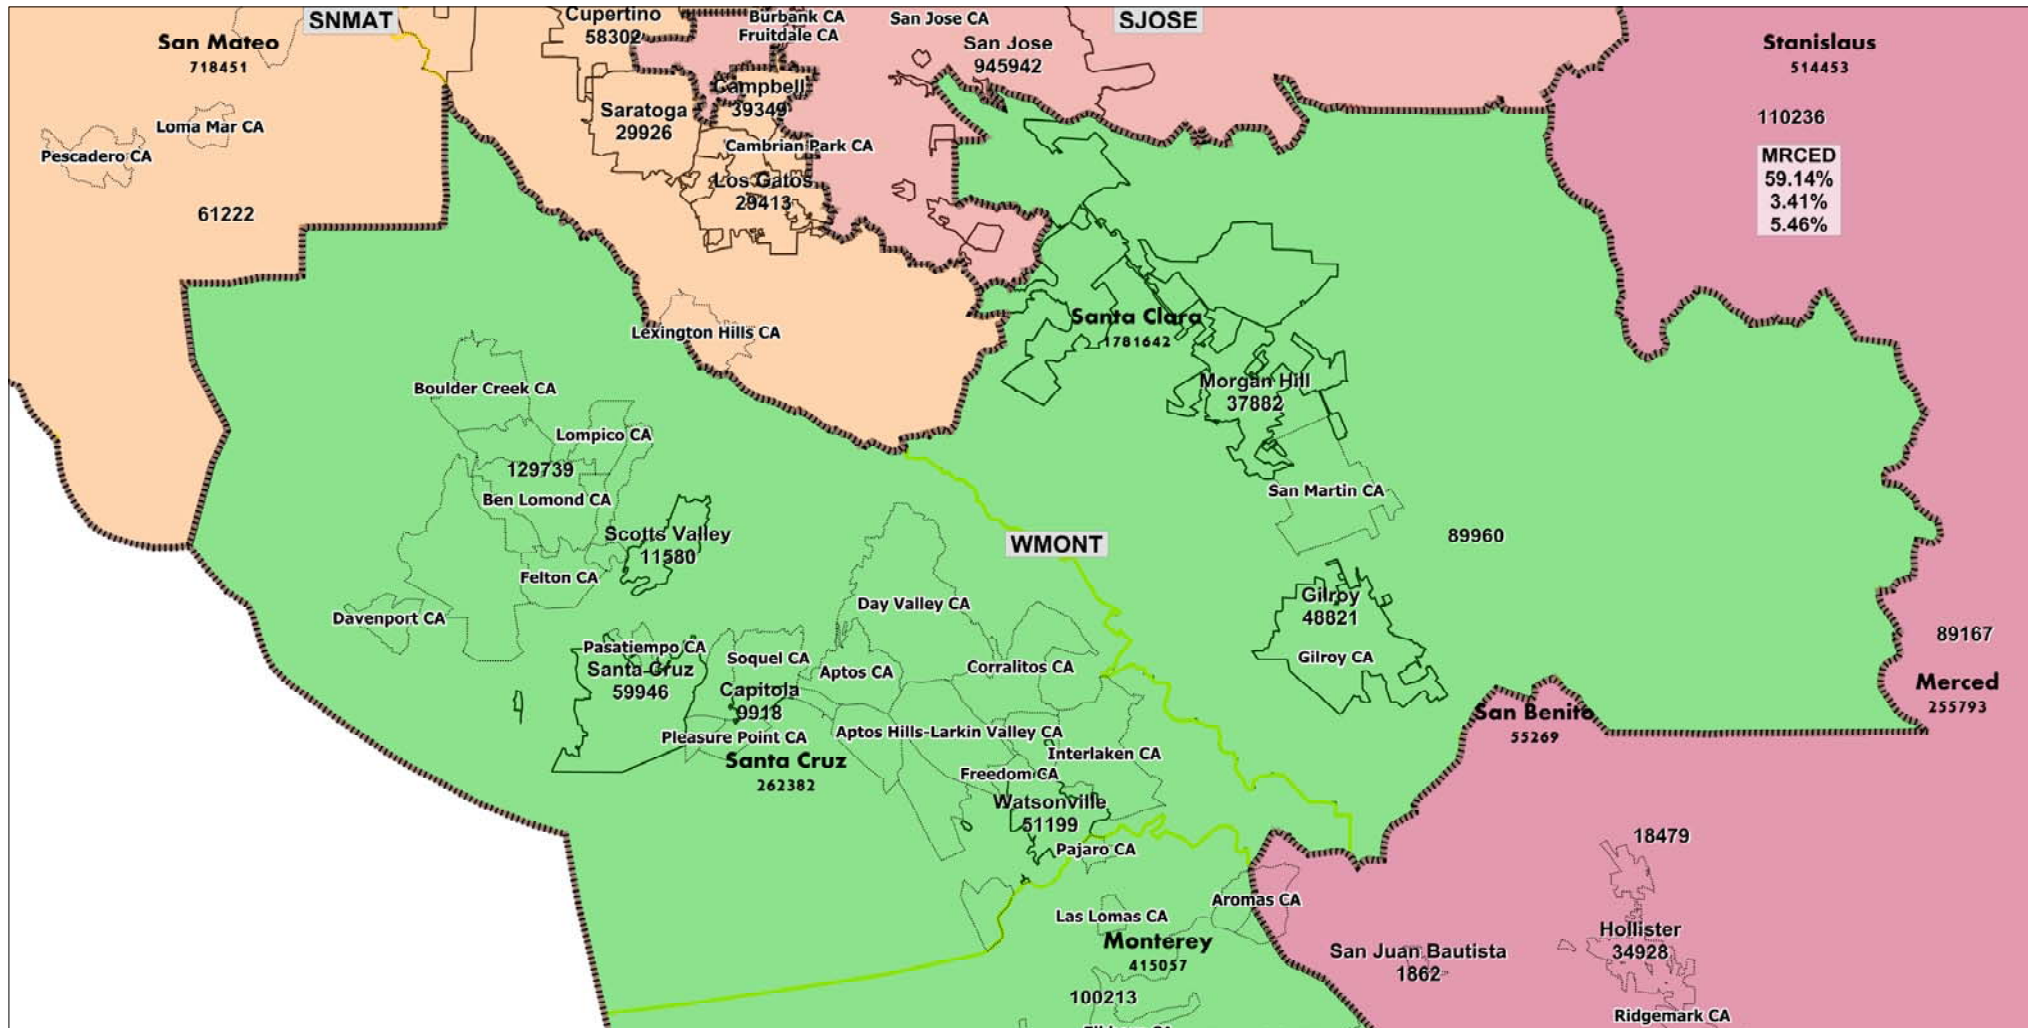 SNMAT
Cupertino
58302
Burbank CA
Fruitdale CA
San Jose CA
SJOSE
San Mateo
718451
San Jose
945942
Stanislaus
514453
Campbell
39349
Saratoga
29926
110236
Loma Mar CA
Pescadero CA
Cambrian Park CA
MRCED
59.14%
3.41%
5.46%
Los Gatos
29413
61222
Santa Clara
1781642
Lexington Hills CA
Boulder Creek CA
Morgan Hill
37882
Lompico CA
129739
Ben Lomond CA
San Martin CA
Scotts Valley
11580
WMONT
89960
Felton CA
Day Valley CA
Gilroy
48821
Davenport CA
89167
Pasatiempo CA
Soquel CA
Gilroy CA
Santa Cruz
59946
Aptos CA
Corralitos CA
Merced
255793
Capitola
9918
San Benito
55269
Pleasure Point CA
Aptos Hills-Larkin Valley CA
Santa Cruz
262382
Interlaken CA
Freedom CA
Watsonville
51199
18479
Pajaro CA
Aromas CA
Las Lomas CA
Monterey
415057
Hollister
34928
San Juan Bautista
1862
100213
Ridgemark CA